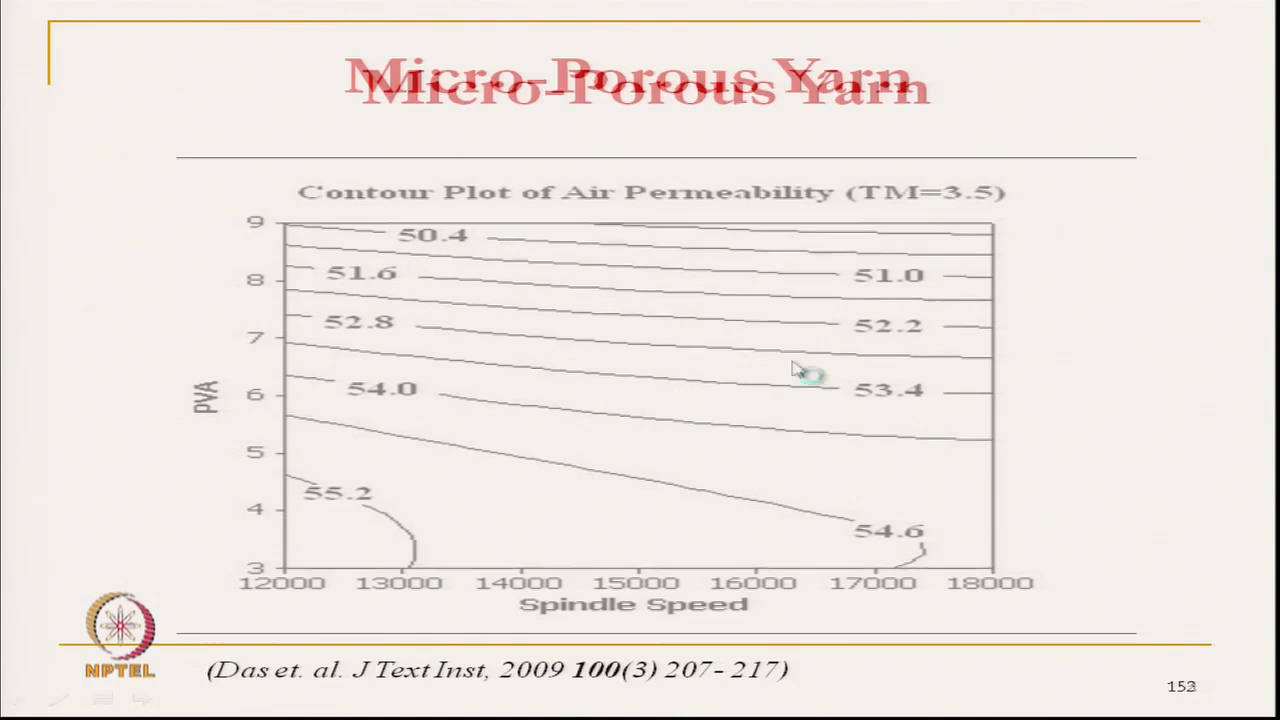 Micro-Porous Yarn
Contour Plot of Air Permeability (TM=3.5)
9
50.4
8
51.6
51.0
7
52.8
52.2
PVA
6
54.0
53.4
5
4
55.2
54.6
3
12000 13000 14000 15000 16000 17000 18000
Spindle Speed
NPTEL
(Das et. al. J Text Inst, 2009 100(3) 207-217)